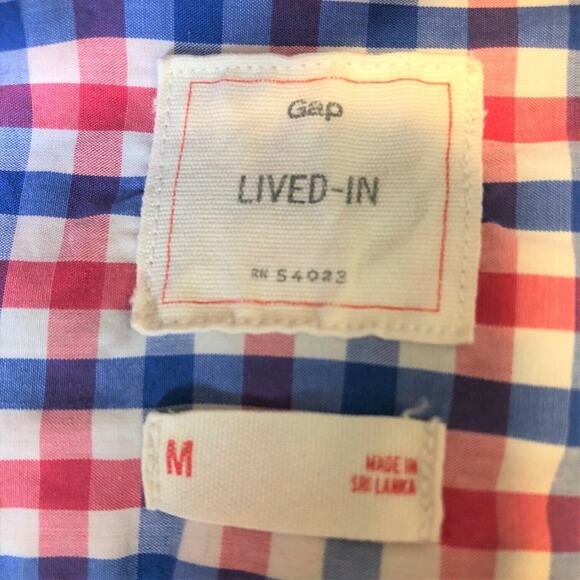 Gap
LIVED-IN
RN 54023
M
MADE IN
SRI LANKA